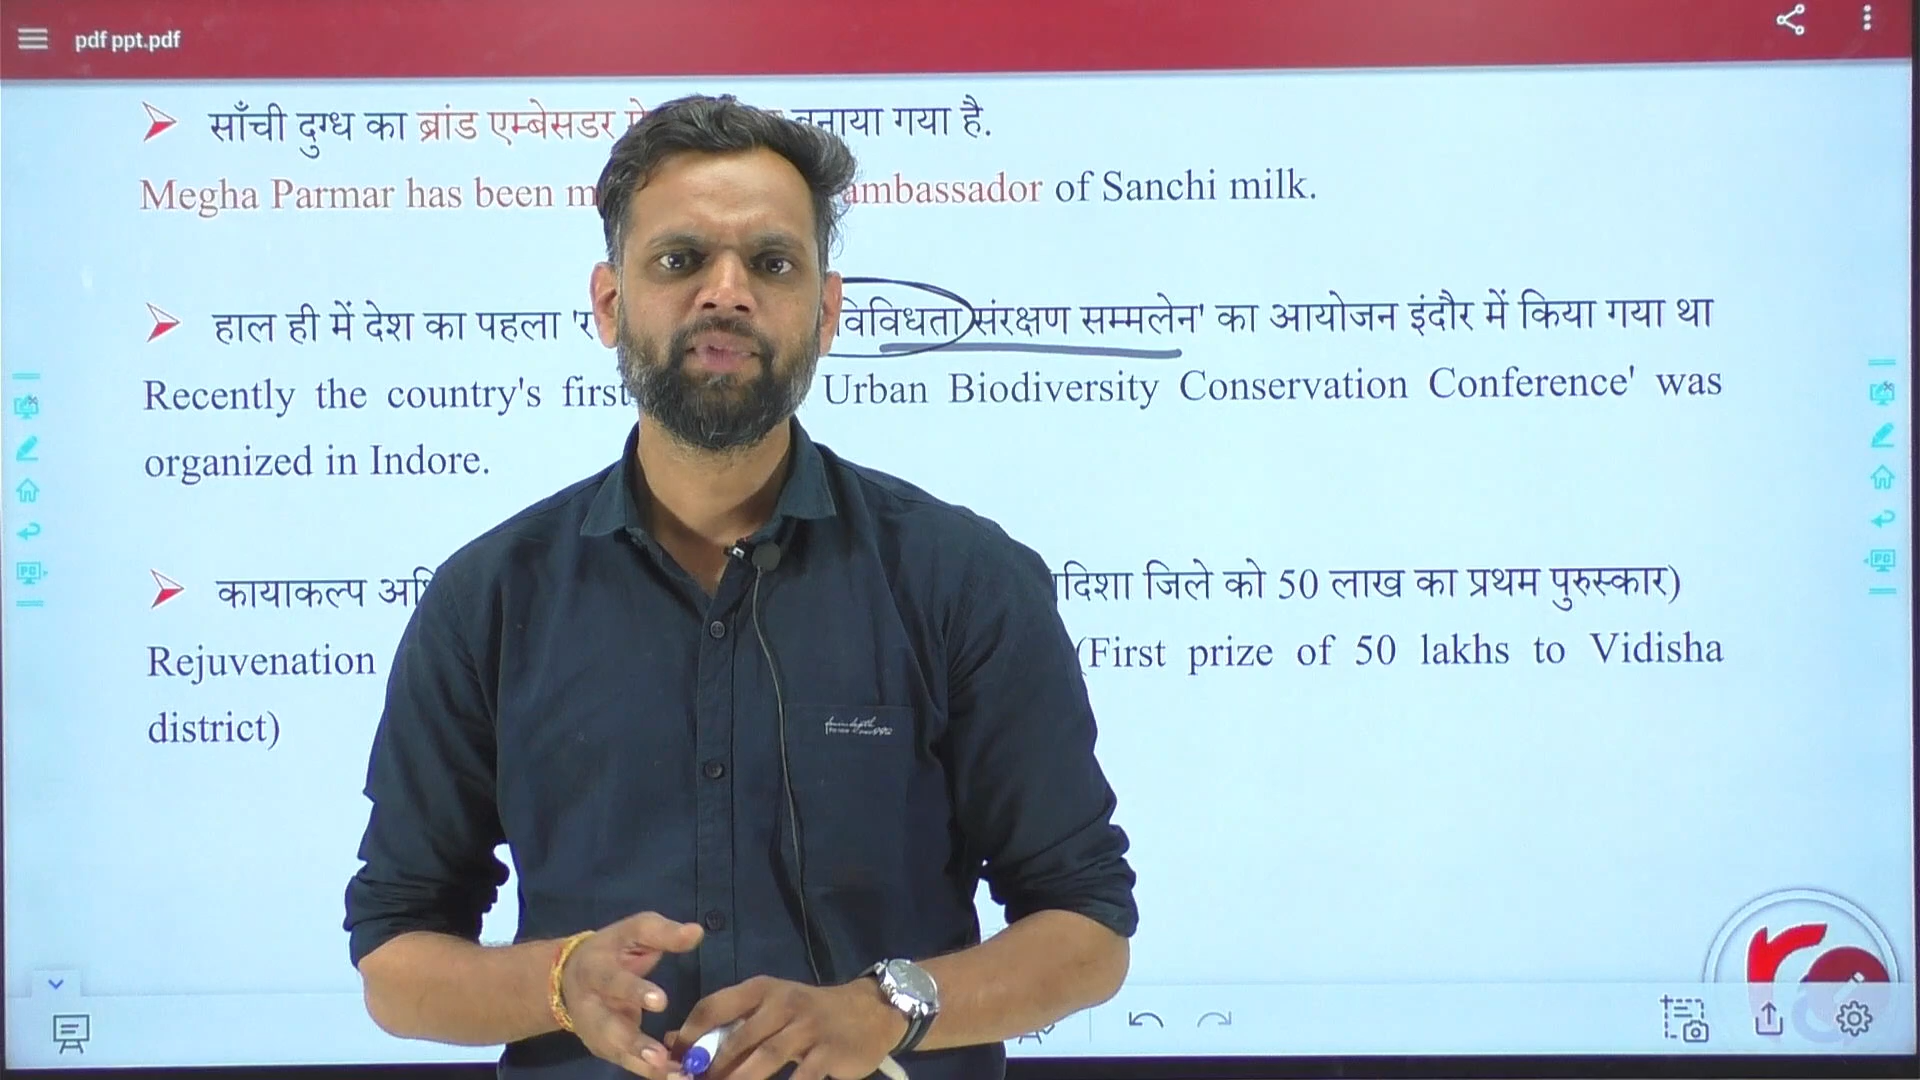 pdf ppt.pdf
साँची दुग्ध का ब्रांड एम्बेसडर बनाया गया है.
Megha Parmar has been ambassador of Sanchi milk.
हाल ही में देश का पहला विविधता संरक्षण सम्मलेन' का आयोजन इंदौर में किया गया था
Recently the country's first Urban Biodiversity Conservation Conference' was
organized in Indore.
कायाकल्प जिले को 50 लाख का प्रथम पुरुस्कार)
Rejuvenation (First prize of 50 lakhs to Vidisha
district)